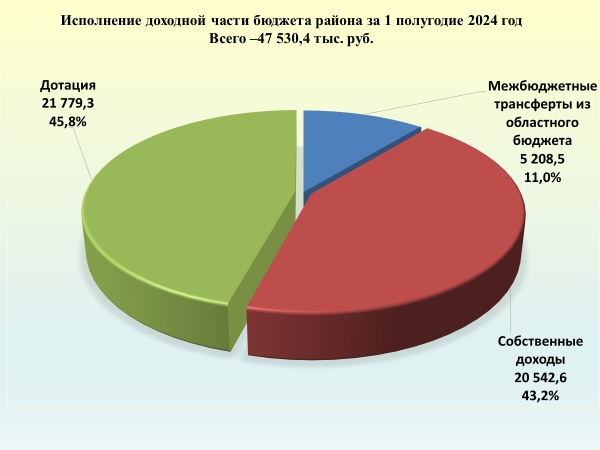 Исполнение доходной части бюджета района за 1 полугодие 2024 год
Всего –47 530,4 тыс. руб.
Дотация
21 779,3
45,8%
Межбюджетные
трансферты из
областного
бюджета
5 208,5
11,0%
Собственные
доходы
20 542,6
43,2%